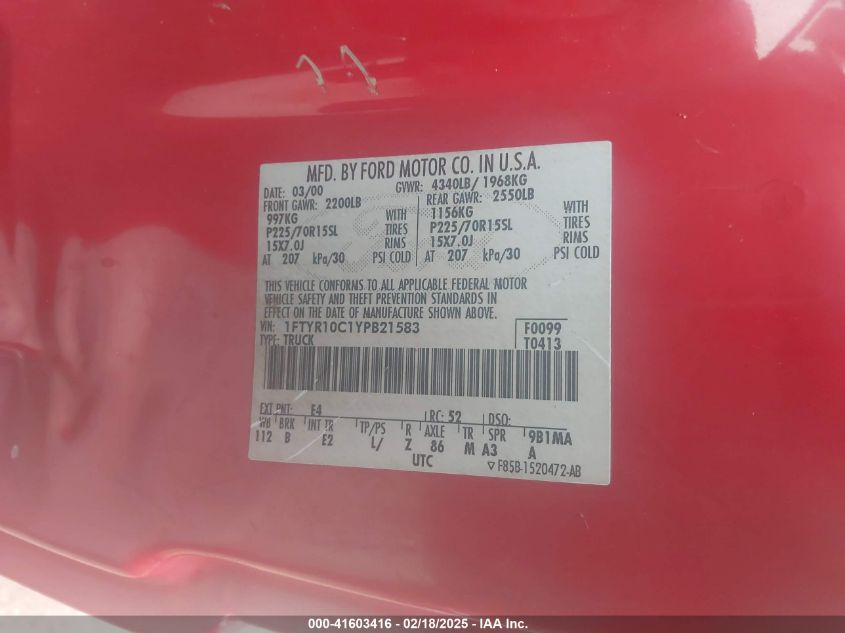 MFD. BY FORD MOTOR CO. IN U.S.A.
DATE: 03/00 GVWR: 4340LB/ 1968KG
FRONT GAWR: 2200LB REAR GAWR: 2550LB
997KG WITH 1156KG WITH
P225/70R15SL TIRES P225/70R15SL TIRES
15X7.0J RIMS 15X7.0J RIMS
AT 207 kPa/30 PSI COLD AT 207 kPa/30 PSI COLD
THIS VEHICLE CONFORMS TO ALL APPLICABLE FEDERAL MOTOR
VEHICLE SAFETY AND THEFT PREVENTION STANDARDS IN
EFFECT ON THE DATE OF MANUFACTURE SHOWN ABOVE.
VIN: 1FTYR10C1YPB21583 F0099
TYPE: TRUCK T0413
EXT PNT: E4 RC: 52 DSO:
WB BRK INT TR TP/PS R AXLE TR SPR 9B1MA
112 B E2 L/ Z 86 M A3 A
UTC F85B-1520472-AB
000-41603416 - 02/18/2025 - IAA Inc.